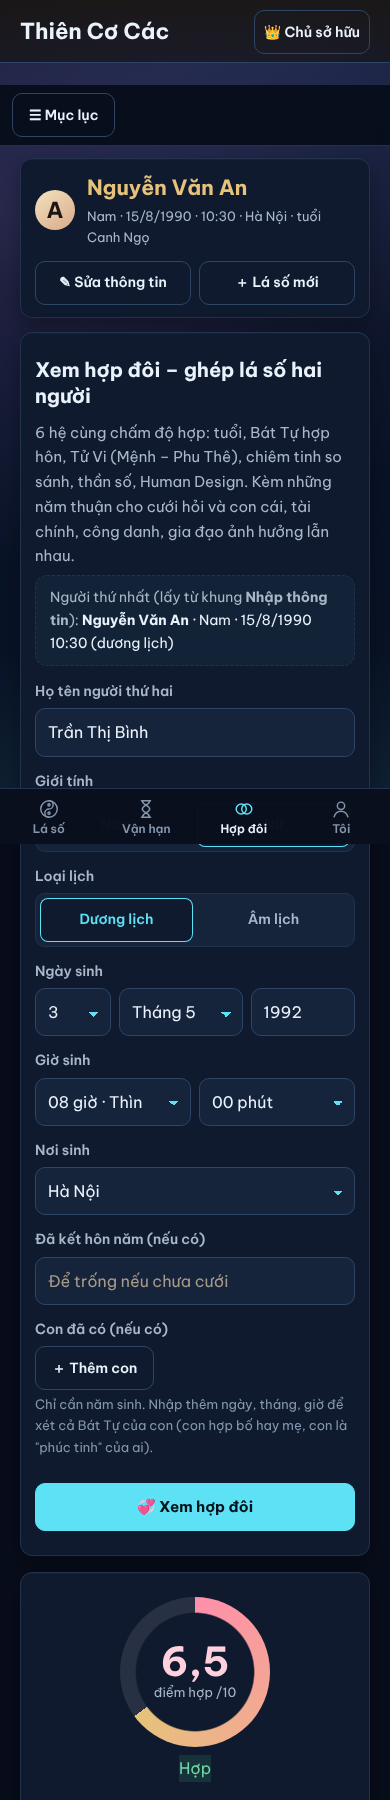 Thiên Cơ Các
👑 Chủ sở hữu
☰ Mục lục
A
Nguyễn Văn An
Nam · 15/8/1990 · 10:30 · Hà Nội · tuổi
Canh Ngọ
✎ Sửa thông tin
+ Lá số mới
Xem hợp đôi – ghép lá số hai
người
6 hệ cùng chấm độ hợp: tuổi, Bát Tự hợp
hôn, Tử Vi (Mệnh – Phu Thê), chiêm tinh so
sánh, thần số, Human Design. Kèm những
năm thuận cho cưới hỏi và con cái, tài
chính, công danh, gia đạo ảnh hưởng lẫn
nhau.
Người thứ nhất (lấy từ khung Nhập thông
tin): Nguyễn Văn An · Nam · 15/8/1990
10:30 (dương lịch)
Họ tên người thứ hai
Trần Thị Bình
Giới tính
Lá số
Vận hạn
Hợp đôi
Tôi
Loại lịch
Dương lịch
Âm lịch
Ngày sinh
3
Tháng 5
1992
Giờ sinh
08 giờ · Thìn
00 phút
Nơi sinh
Hà Nội
Đã kết hôn năm (nếu có)
Để trống nếu chưa cưới
Con đã có (nếu có)
+ Thêm con
Chỉ cần năm sinh. Nhập thêm ngày, tháng, giờ để
xét cả Bát Tự của con (con hợp bố hay mẹ, con là
"phúc tinh" của ai).
💞 Xem hợp đôi
6,5
điểm hợp /10
Hợp